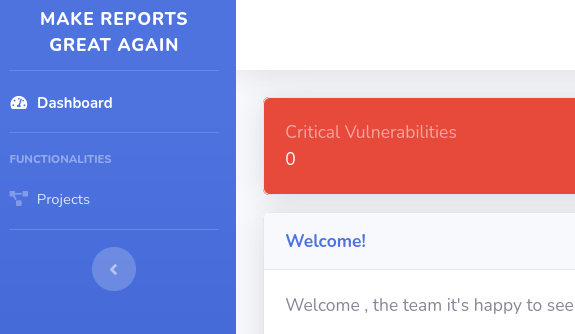 MAKE REPORTS
GREAT AGAIN
Dashboard
FUNCTIONALITIES
Projects
Critical Vulnerabilities
0
Welcome!
Welcome , the team it's happy to see